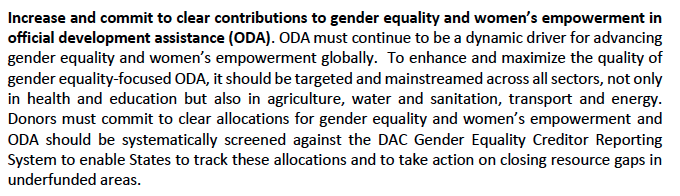 Increase and commit to clear contributions to gender equality and women's empowerment in
official development assistance (ODA). ODA must continue to be a dynamic driver for advancing
gender equality and women's empowerment globally.  To enhance and maximize the quality of
gender equality-focused ODA, it should be targeted and mainstreamed across all sectors, not only
in health and education but also in agriculture, water and sanitation, transport and energy.
Donors must commit to clear allocations for gender equality and women's empowerment and
ODA should be systematically screened against the DAC Gender Equality Creditor Reporting
System to enable States to track these allocations and to take action on closing resource gaps in
underfunded areas.